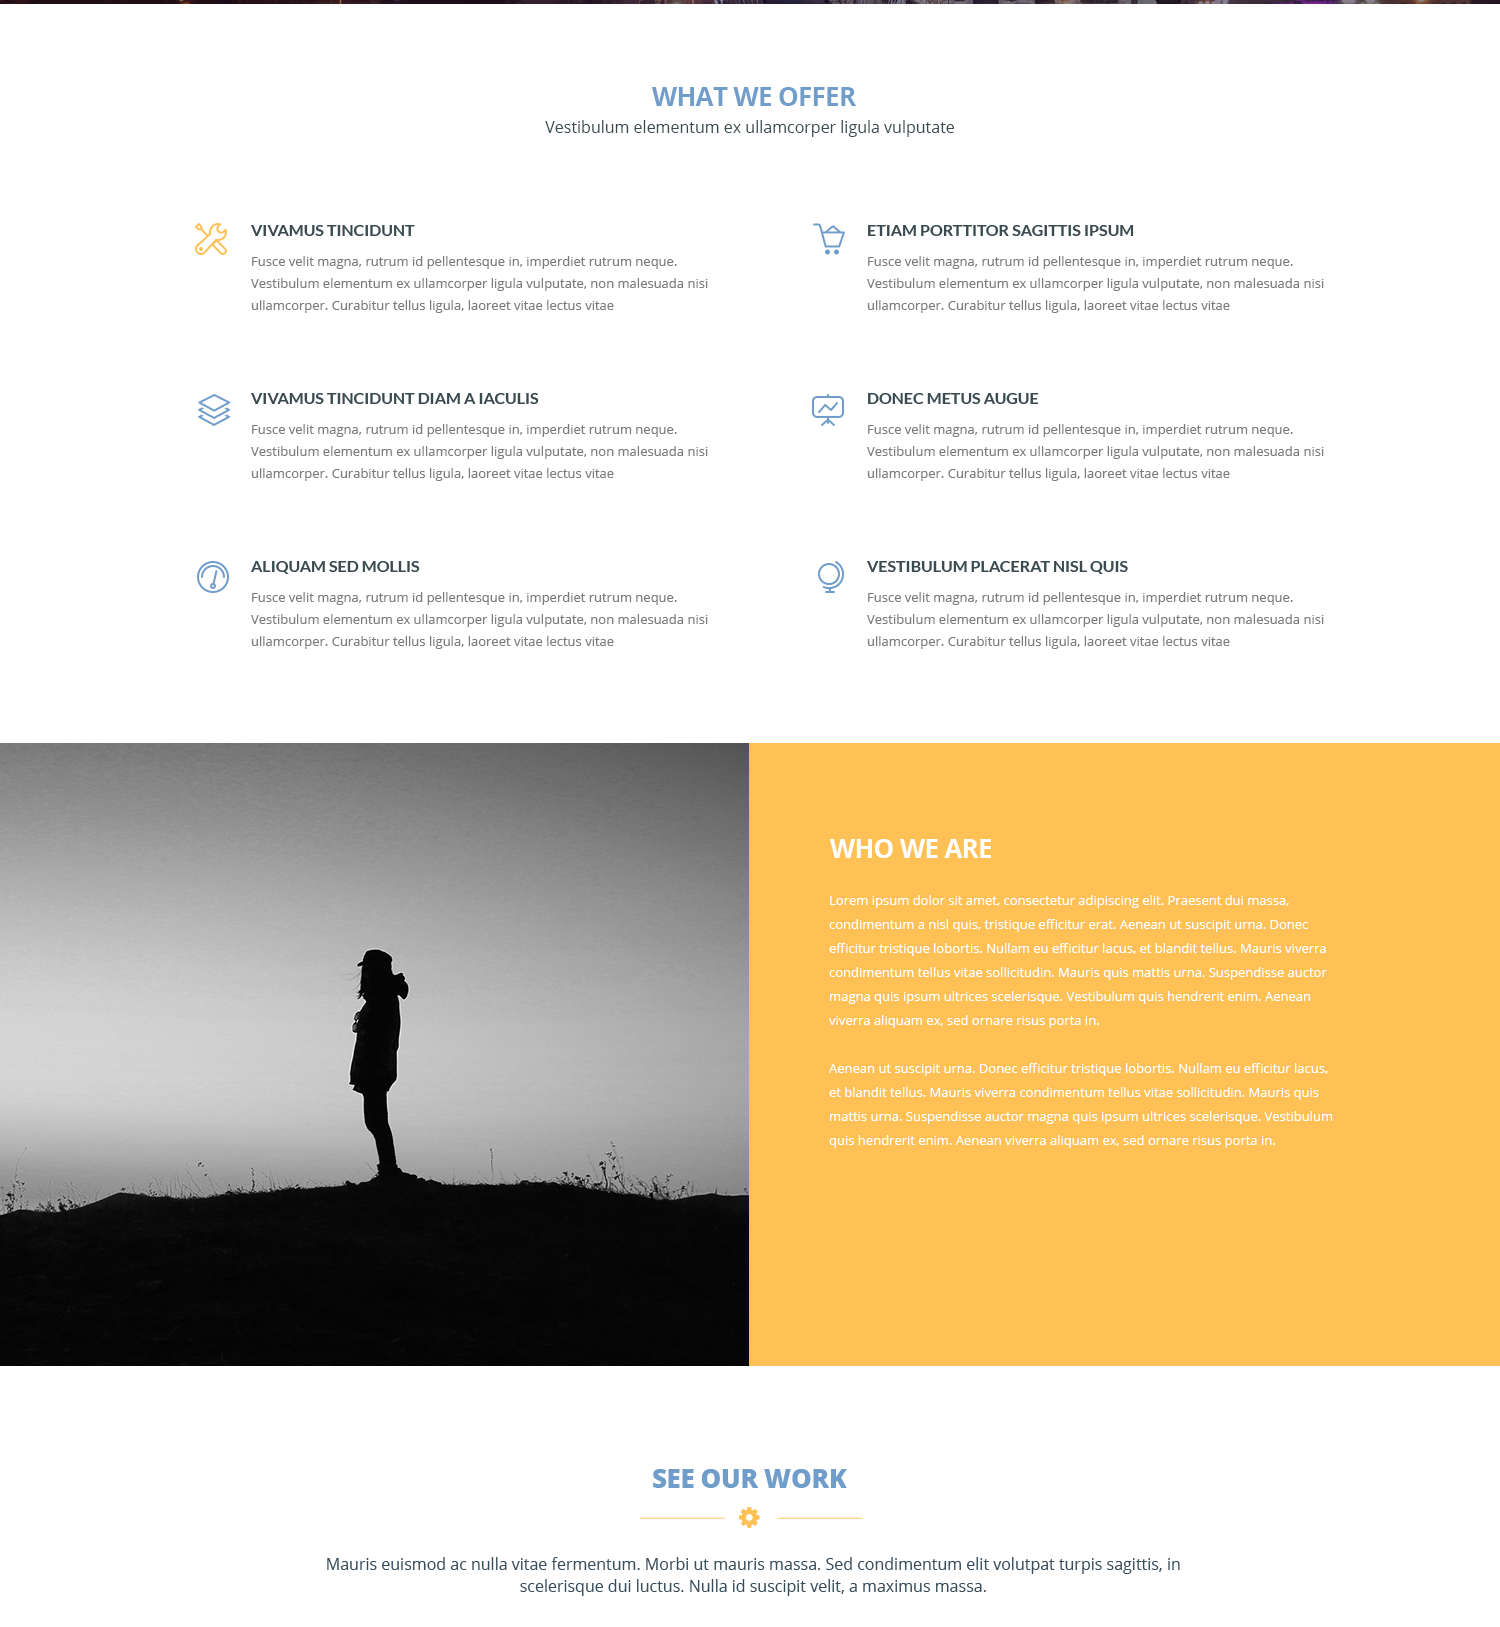 WHAT WE OFFER
Vestibulum elementum ex ullamcorper ligula vulputate
VIVAMUS TINCIDUNT
Fusce velit magna, rutrum id pellentesque in, imperdiet rutrum neque.
Vestibulum elementum ex ullamcorper ligula vulputate, non malesuada nisi
ullamcorper. Curabitur tellus ligula, laoreet vitae lectus vitae
ETIAM PORTTITOR SAGITTIS IPSUM
Fusce velit magna, rutrum id pellentesque in, imperdiet rutrum neque.
Vestibulum elementum ex ullamcorper ligula vulputate, non malesuada nisi
ullamcorper. Curabitur tellus ligula, laoreet vitae lectus vitae
VIVAMUS TINCIDUNT DIAM A IACULIS
Fusce velit magna, rutrum id pellentesque in, imperdiet rutrum neque.
Vestibulum elementum ex ullamcorper ligula vulputate, non malesuada nisi
ullamcorper. Curabitur tellus ligula, laoreet vitae lectus vitae
DONEC METUS AUGUE
Fusce velit magna, rutrum id pellentesque in, imperdiet rutrum neque.
Vestibulum elementum ex ullamcorper ligula vulputate, non malesuada nisi
ullamcorper. Curabitur tellus ligula, laoreet vitae lectus vitae
ALIQUAM SED MOLLIS
Fusce velit magna, rutrum id pellentesque in, imperdiet rutrum neque.
Vestibulum elementum ex ullamcorper ligula vulputate, non malesuada nisi
ullamcorper. Curabitur tellus ligula, laoreet vitae lectus vitae
VESTIBULUM PLACERAT NISL QUIS
Fusce velit magna, rutrum id pellentesque in, imperdiet rutrum neque.
Vestibulum elementum ex ullamcorper ligula vulputate, non malesuada nisi
ullamcorper. Curabitur tellus ligula, laoreet vitae lectus vitae
WHO WE ARE
Lorem ipsum dolor sit amet, consectetur adipiscing elit. Praesent dui massa,
condimentum a nisl quis, tristique efficitur erat. Aenean ut suscipit urna. Donec
efficitur tristique lobortis. Nullam eu efficitur lacus, et blandit tellus. Mauris viverra
condimentum tellus vitae sollicitudin. Mauris quis mattis urna. Suspendisse auctor
magna quis ipsum ultrices scelerisque. Vestibulum quis hendrerit enim. Aenean
viverra aliquam ex, sed ornare risus porta in.
Aenean ut suscipit urna. Donec efficitur tristique lobortis. Nullam eu efficitur lacus,
et blandit tellus. Mauris viverra condimentum tellus vitae sollicitudin. Mauris quis
mattis urna. Suspendisse auctor magna quis ipsum ultrices scelerisque. Vestibulum
quis hendrerit enim. Aenean viverra aliquam ex, sed ornare risus porta in.
SEE OUR WORK
Mauris euismod ac nulla vitae fermentum. Morbi ut mauris massa. Sed condimentum elit volutpat turpis sagittis, in
scelerisque dui luctus. Nulla id suscipit velit, a maximus massa.